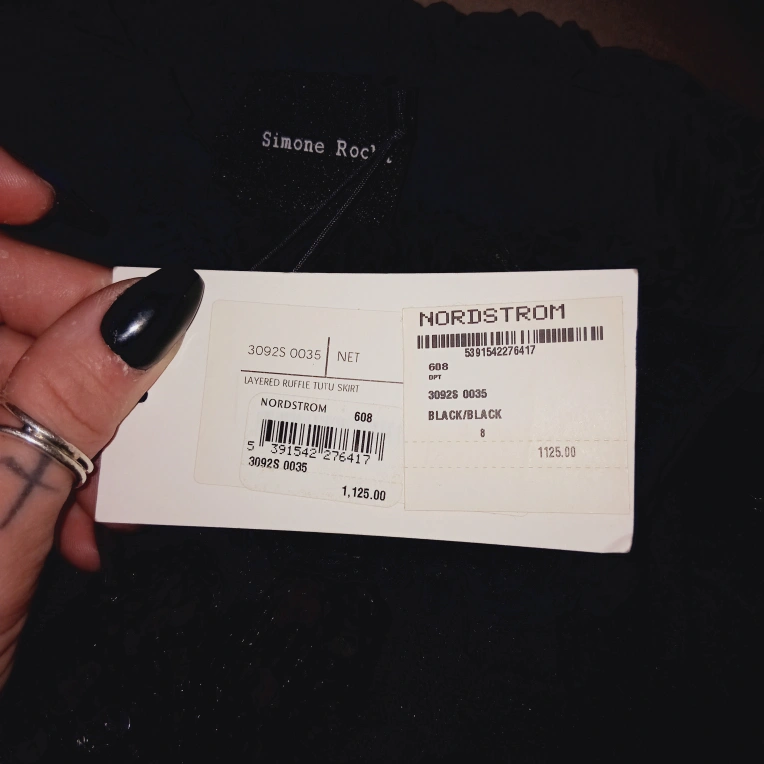 Simone Roc
3092S 0035 | NET
LAYERED RUFFLE TUTU SKIRT
NORDSTROM 608
5 391542 276417
3092S 0035
1,125.00
NORDSTROM
5391542276417
608
DPT
3092S 0035
BLACK/BLACK
8
1125.00